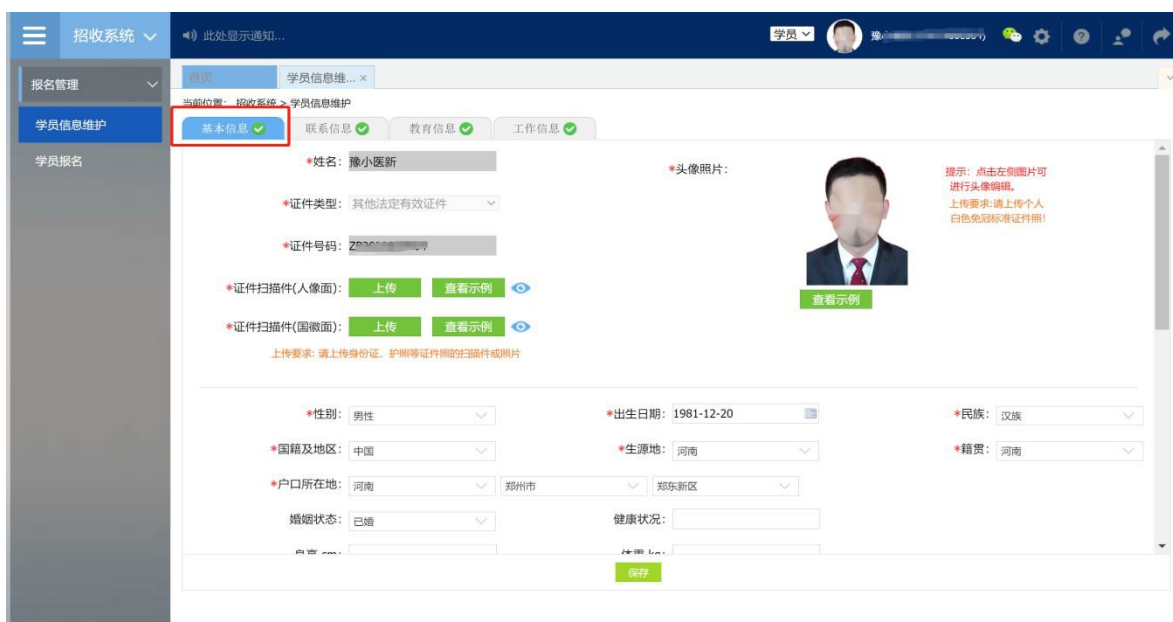 招收系统
此处显示通知...
学员
豫
报名管理
首页
学员信息维... ×
当前位置: 招收系统 > 学员信息维护
学员信息维护
基本信息
联系信息
教育信息
工作信息
学员报名
*姓名: 豫小医新
*头像照片:
提示: 点击左侧图片可
进行头像编辑。
上传要求:请上传个人
白色免冠标准证件照!
*证件类型: 其他法定有效证件
*证件号码:
*证件扫描件(人像面): 上传 查看示例
查看示例
*证件扫描件(国徽面): 上传 查看示例
上传要求: 请上传身份证、护照等证件照的扫描件或照片
*性别: 男性
*出生日期: 1981-12-20
*民族: 汉族
*国籍及地区: 中国
*生源地: 河南
*籍贯: 河南
*户口所在地: 河南 郑州市 郑东新区
婚姻状态: 已婚
健康状况:
身高 cm:
体重 kg:
保存